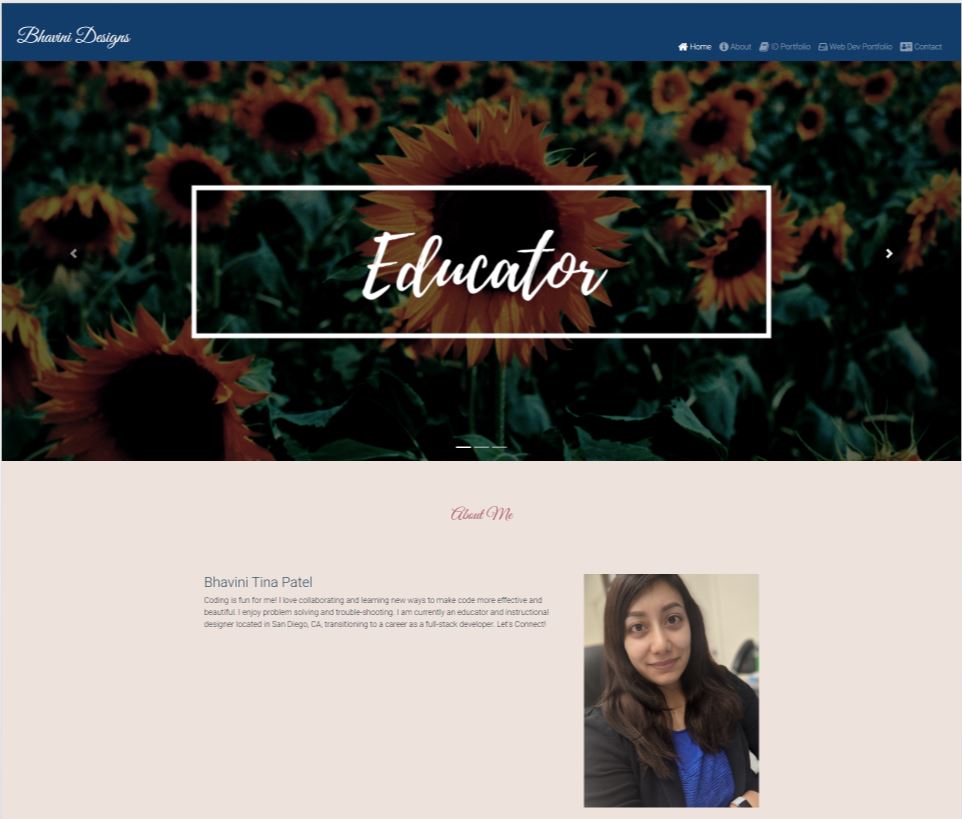 Bhavini Designs
Home About ID Portfolio Web Dev Portfolio Contact
Educator
About Me
Bhavini Tina Patel
Coding is fun for me! I love collaborating and learning new ways to make code more effective and
beautiful. I enjoy problem solving and trouble-shooting. I am currently an educator and instructional
designer located in San Diego, CA, transitioning to a career as a full-stack developer. Let's Connect!